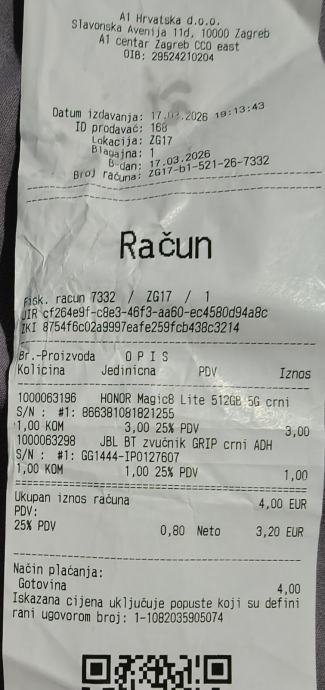 A1 Hrvatska d.o.o.
Slavonska Avenija 11d, 10000 Zagreb
A1 centar Zagreb CCO east
OIB: 29524210204
Datum izdavanja: 17.03.2026 19:13:43
ID prodavač: 168
Lokacija: ZG17
Blagajna: 1
B-dan: 17.03.2026
Broj računa: ZG17-b1-521-26-7332
Račun
Fisk. racun 7332 / ZG17 / 1
JIR cf264e9f-c8e3-46f3-aa60-ec4580d94a8c
ZKI 8754f6c02a9997eafe259fcb438c3214
Br.-Proizvoda O P I S
Kolicina Jedinicna PDV Iznos
1000063196 HONOR Magic8 Lite 512GB 5G crni
S/N : #1: 866381081821255
1,00 KOM 3,00 25% PDV 3,00
1000063298 JBL BT zvučnik GRIP crni ADH
S/N : #1: GG1444-IP0127607
1,00 KOM 1,00 25% PDV 1,00
Ukupan iznos računa 4,00 EUR
PDV:
25% PDV 0,80 Neto 3,20 EUR
Način plaćanja:
Gotovina 4,00
Iskazana cijena uključuje popuste koji su defini
rani ugovorom broj: 1-1082035905074